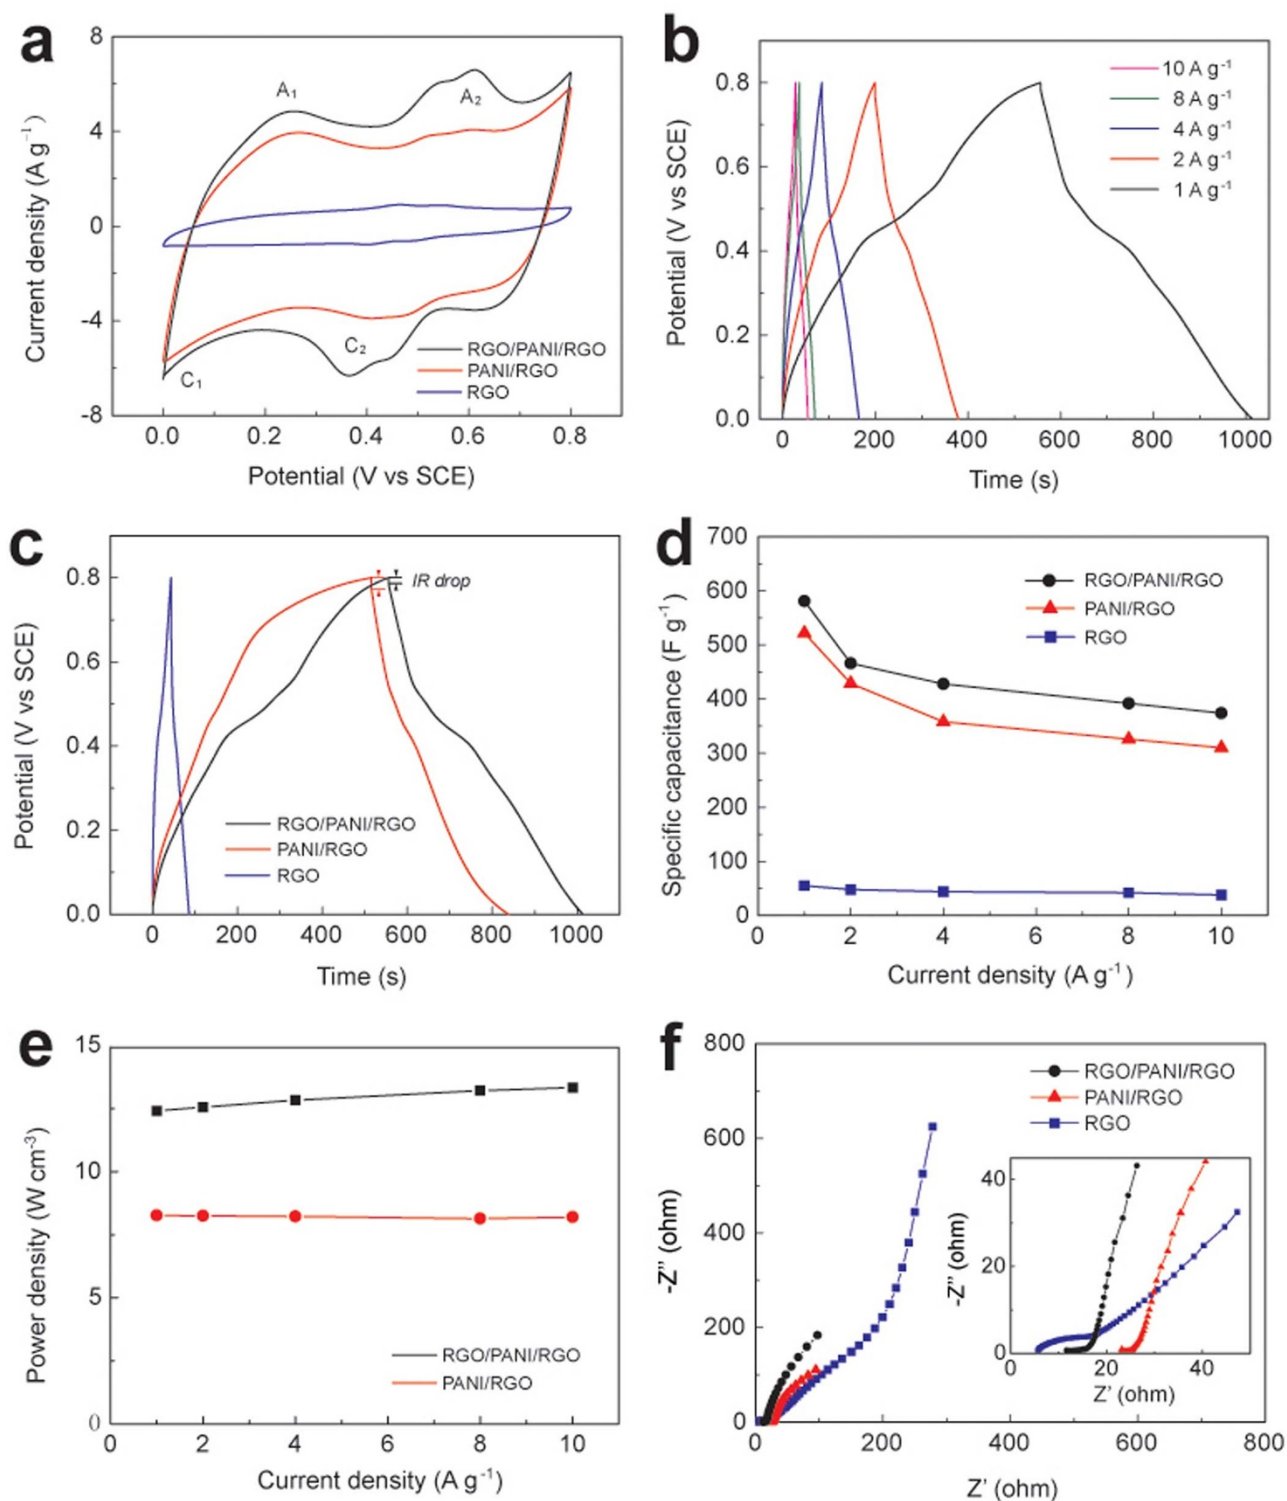 a
8
4
0
-4
-8
Current density (A g⁻¹)
A₁
A₂
C₁
C₂
RGO/PANI/RGO
PANI/RGO
RGO
0.0 0.2 0.4 0.6 0.8
Potential (V vs SCE)
b
0.8
0.6
0.4
0.2
0.0
Potential (V vs SCE)
10 A g⁻¹
8 A g⁻¹
4 A g⁻¹
2 A g⁻¹
1 A g⁻¹
0 200 400 600 800 1000
Time (s)
c
0.8
0.6
0.4
0.2
0.0
Potential (V vs SCE)
IR drop
RGO/PANI/RGO
PANI/RGO
RGO
0 200 400 600 800 1000
Time (s)
d
700
600
500
400
300
200
100
0
Specific capacitance (F g⁻¹)
RGO/PANI/RGO
PANI/RGO
RGO
0 2 4 6 8 10
Current density (A g⁻¹)
e
15
10
5
0
Power density (W cm⁻³)
RGO/PANI/RGO
PANI/RGO
0 2 4 6 8 10
Current density (A g⁻¹)
f
800
600
400
200
0
-Z" (ohm)
RGO/PANI/RGO
PANI/RGO
RGO
40
20
0
-Z" (ohm)
0 20 40
Z' (ohm)
0 200 400 600 800
Z' (ohm)